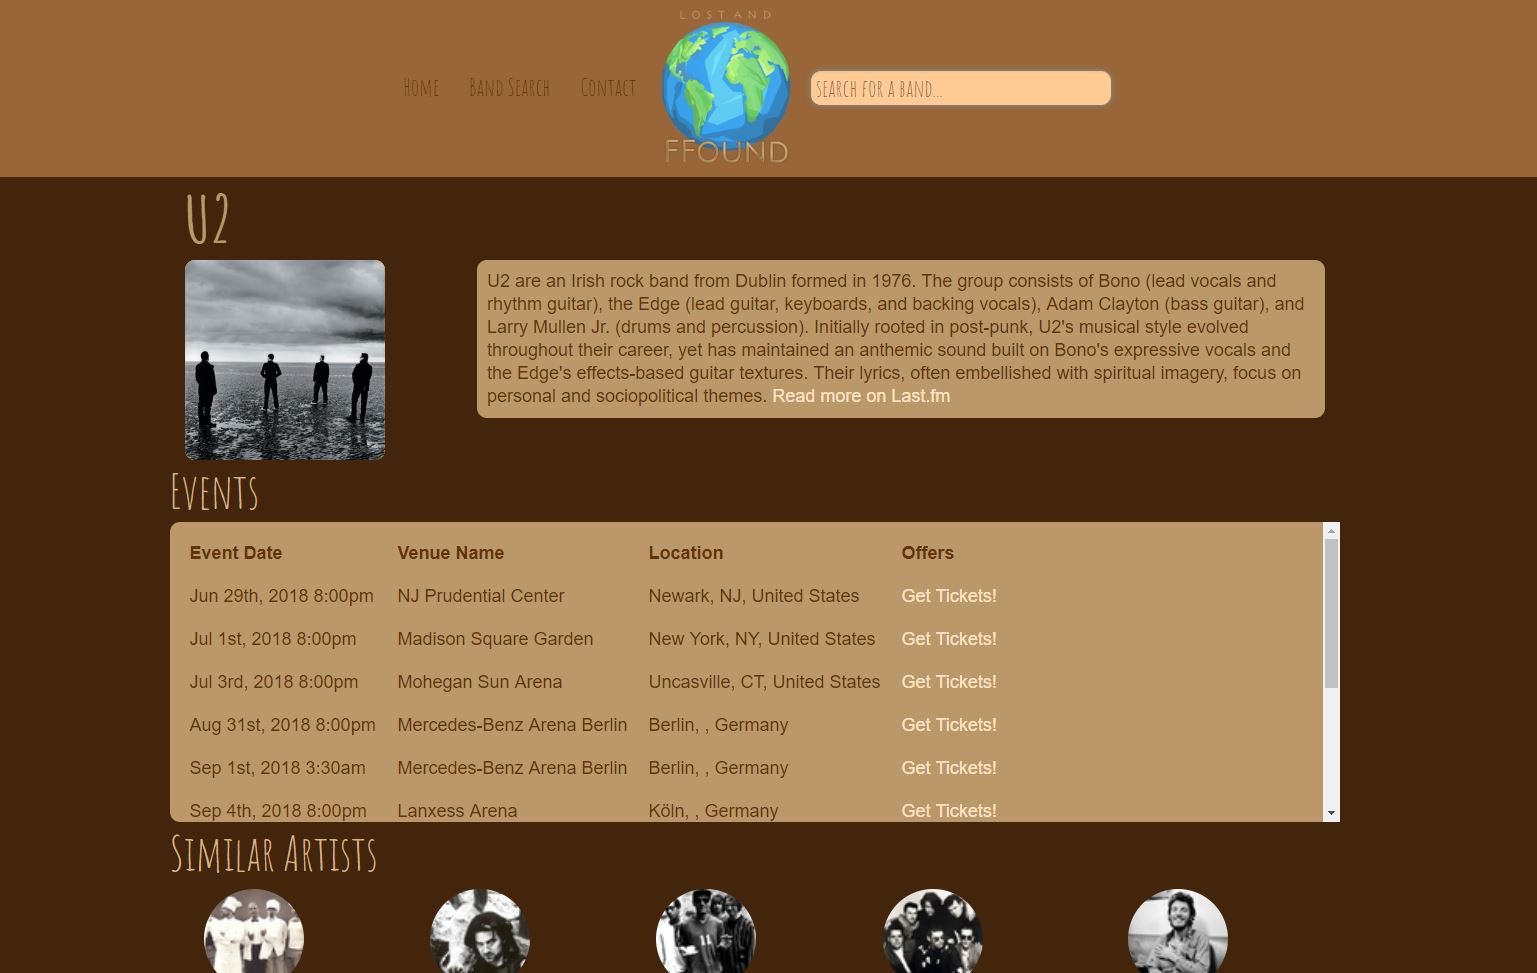 LOST AND
FFOUND
Home Band Search Contact
search for a band...
U2
U2 are an Irish rock band from Dublin formed in 1976. The group consists of Bono (lead vocals and
rhythm guitar), the Edge (lead guitar, keyboards, and backing vocals), Adam Clayton (bass guitar), and
Larry Mullen Jr. (drums and percussion). Initially rooted in post-punk, U2's musical style evolved
throughout their career, yet has maintained an anthemic sound built on Bono's expressive vocals and
the Edge's effects-based guitar textures. Their lyrics, often embellished with spiritual imagery, focus on
personal and sociopolitical themes. Read more on Last.fm
Events
Event Date Venue Name Location Offers
Jun 29th, 2018 8:00pm NJ Prudential Center Newark, NJ, United States Get Tickets!
Jul 1st, 2018 8:00pm Madison Square Garden New York, NY, United States Get Tickets!
Jul 3rd, 2018 8:00pm Mohegan Sun Arena Uncasville, CT, United States Get Tickets!
Aug 31st, 2018 8:00pm Mercedes-Benz Arena Berlin Berlin, , Germany Get Tickets!
Sep 1st, 2018 3:30am Mercedes-Benz Arena Berlin Berlin, , Germany Get Tickets!
Sep 4th, 2018 8:00pm Lanxess Arena Köln, , Germany Get Tickets!
Similar Artists